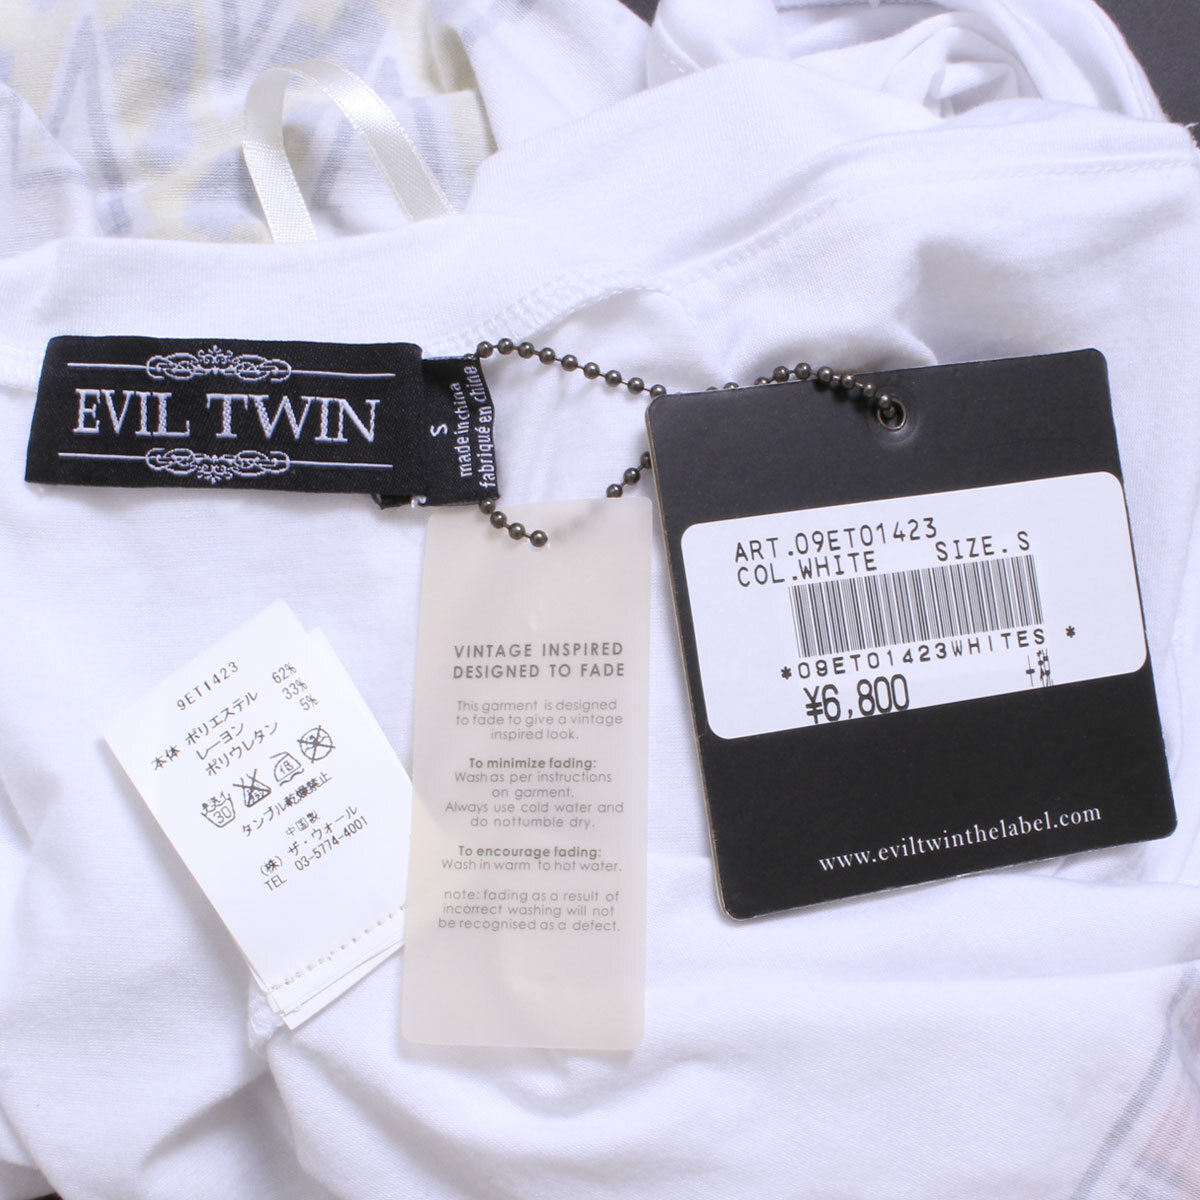 EVIL TWIN
S
made in china
fabriqué en chine
ART.09ET01423
COL.WHITE SIZE.S
*09ET01423WHITES*
¥6,800
www.eviltwinthelabel.com
VINTAGE INSPIRED
DESIGNED TO FADE
This garment is designed
to fade to give a vintage
inspired look.
To minimize fading:
Wash as per instructions
on garment.
Always use cold water and
do not tumble dry.
To encourage fading:
Wash in warm to hot water.
note: fading as a result of
incorrect washing will not
be recognised as a defect.
9ET1423
本体 ポリエステル 62%
レーヨン 33%
ポリウレタン 5%
30
タンブル乾燥禁止
中国製
(株) ザ・ウォール
TEL 03-5774-4001